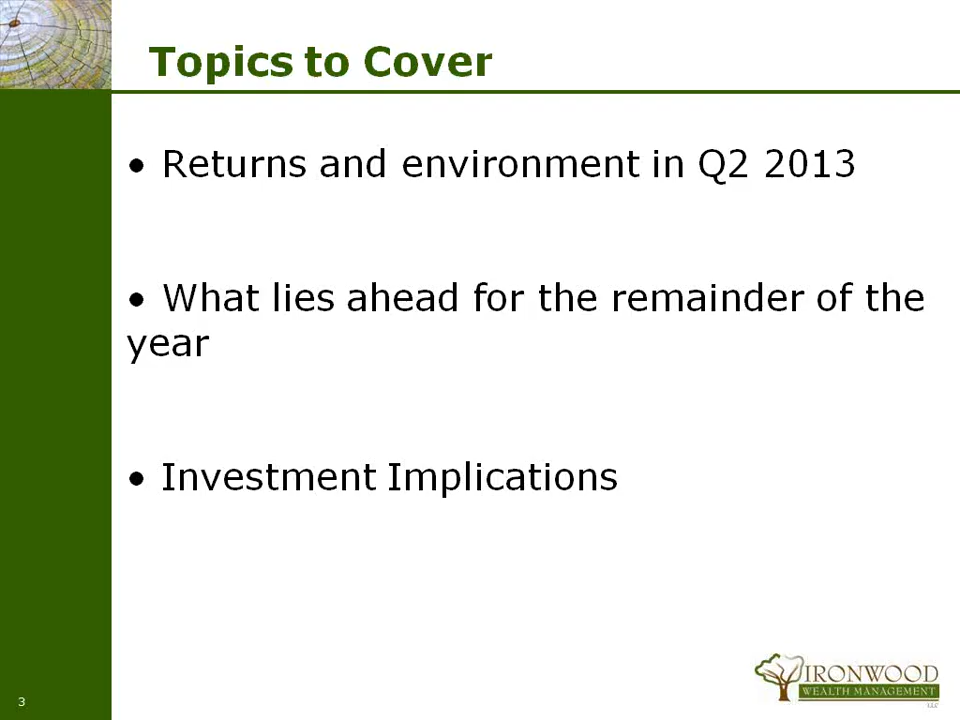 Topics to Cover
• Returns and environment in Q2 2013
• What lies ahead for the remainder of the
year
• Investment Implications
IRONWOOD
WEALTH MANAGEMENT
LLC
3